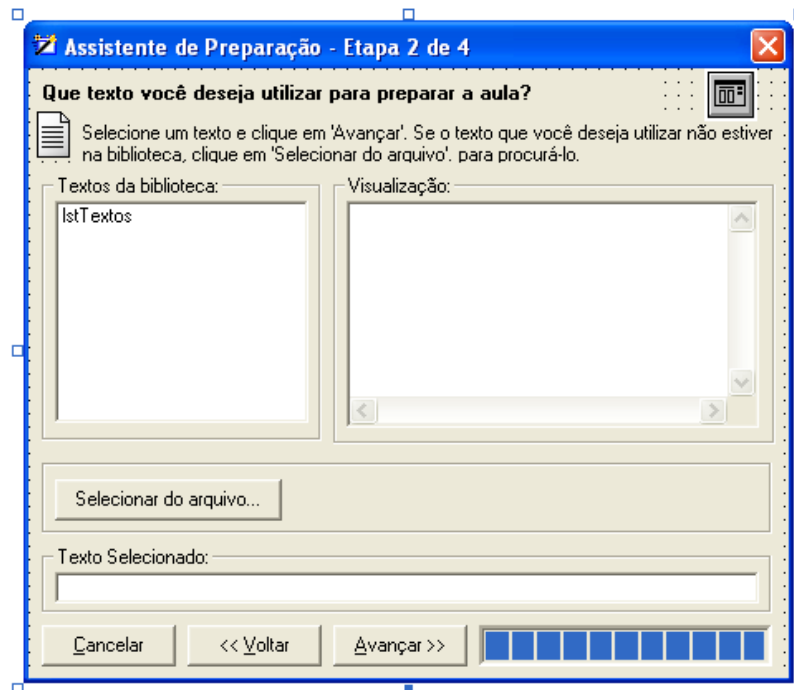 Assistente de Preparação - Etapa 2 de 4
Que texto você deseja utilizar para preparar a aula?
Selecione um texto e clique em 'Avançar'. Se o texto que você deseja utilizar não estiver
na biblioteca, clique em 'Selecionar do arquivo'. para procurá-lo.
Textos da biblioteca:
Visualização:
lstTextos
Selecionar do arquivo...
Texto Selecionado:
Cancelar
<< Voltar
Avançar >>